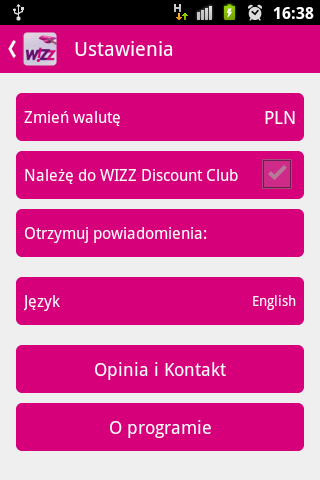 H 16:38
WIZZ Ustawienia
Zmień walutę PLN
Należę do WIZZ Discount Club
Otrzymuj powiadomienia:
Język English
Opinia i Kontakt
O programie